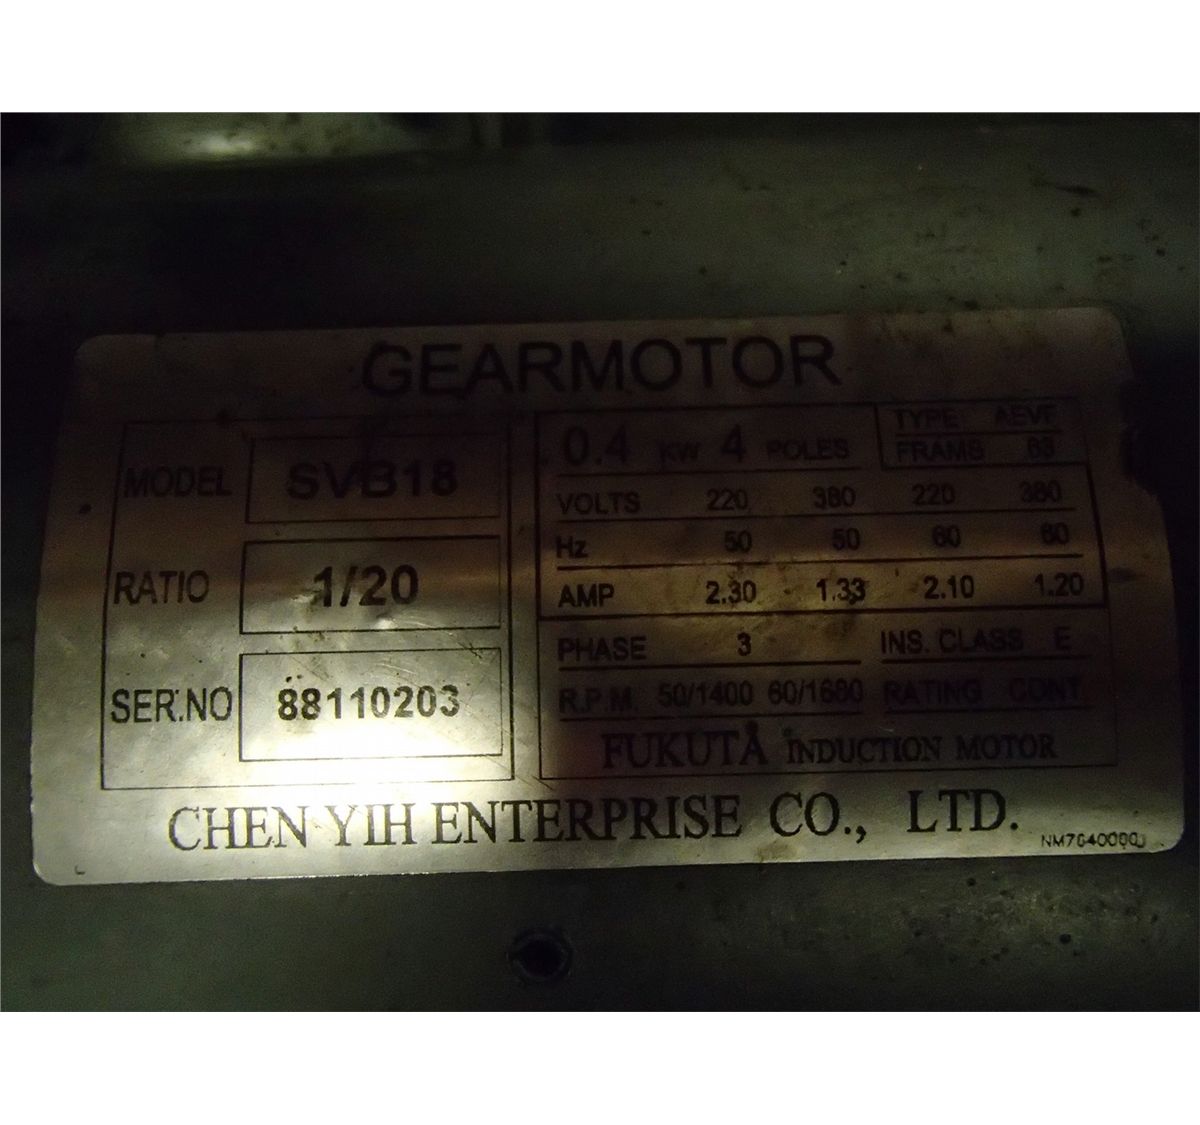 GEARMOTOR
MODEL SVB18
RATIO 1/20
SER.NO 88110203
0.4 KW 4 POLES
TYPE AEVF
FRAMS 63
VOLTS 220 380 220 380
Hz 50 50 60 60
AMP 2.30 1.33 2.10 1.20
PHASE 3 INS. CLASS E
R.P.M. 50/1400 60/1680 RATING CONT
FUKUTA INDUCTION MOTOR
CHEN YIH ENTERPRISE CO., LTD.